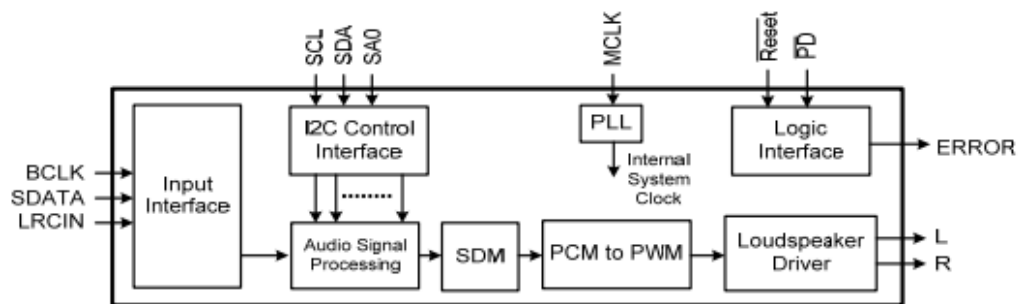 SCL
SDA
SA0
MCLK
Reset
PD
I2C Control
Interface
PLL
Logic
Interface
ERROR
Internal
System
Clock
BCLK
SDATA
LRCIN
Input
Interface
Audio Signal
Processing
SDM
PCM to PWM
Loudspeaker
Driver
L
R